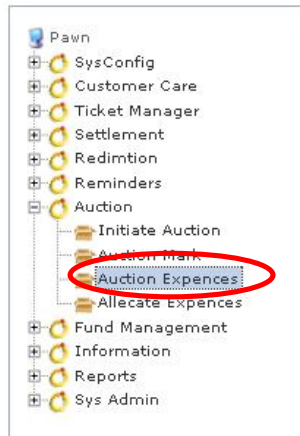 Pawn
SysConfig
Customer Care
Ticket Manager
Settlement
Redimtion
Reminders
Auction
Initiate Auction
Auction Mark
Auction Expences
Allecate Expences
Fund Management
Information
Reports
Sys Admin